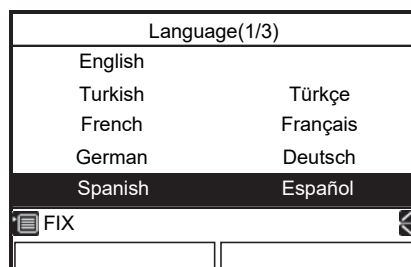 Language(1/3)
English
Turkish Türkçe
French Français
German Deutsch
Spanish Español
FIX